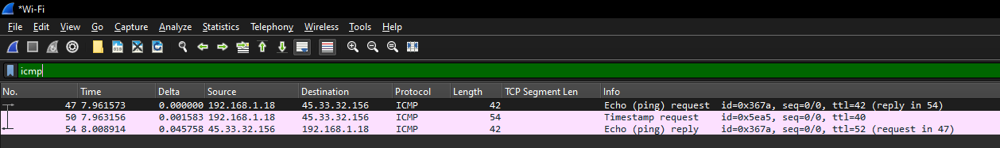 *Wi-Fi
File Edit View Go Capture Analyze Statistics Telephony Wireless Tools Help
icmp
No. Time Delta Source Destination Protocol Length TCP Segment Len Info
47 7.961573 0.000000 192.168.1.18 45.33.32.156 ICMP 42 Echo (ping) request id=0x367a, seq=0/0, ttl=42 (reply in 54)
50 7.963156 0.001583 192.168.1.18 45.33.32.156 ICMP 54 Timestamp request id=0x5ea5, seq=0/0, ttl=40
54 8.008914 0.045758 45.33.32.156 192.168.1.18 ICMP 42 Echo (ping) reply id=0x367a, seq=0/0, ttl=52 (request in 47)